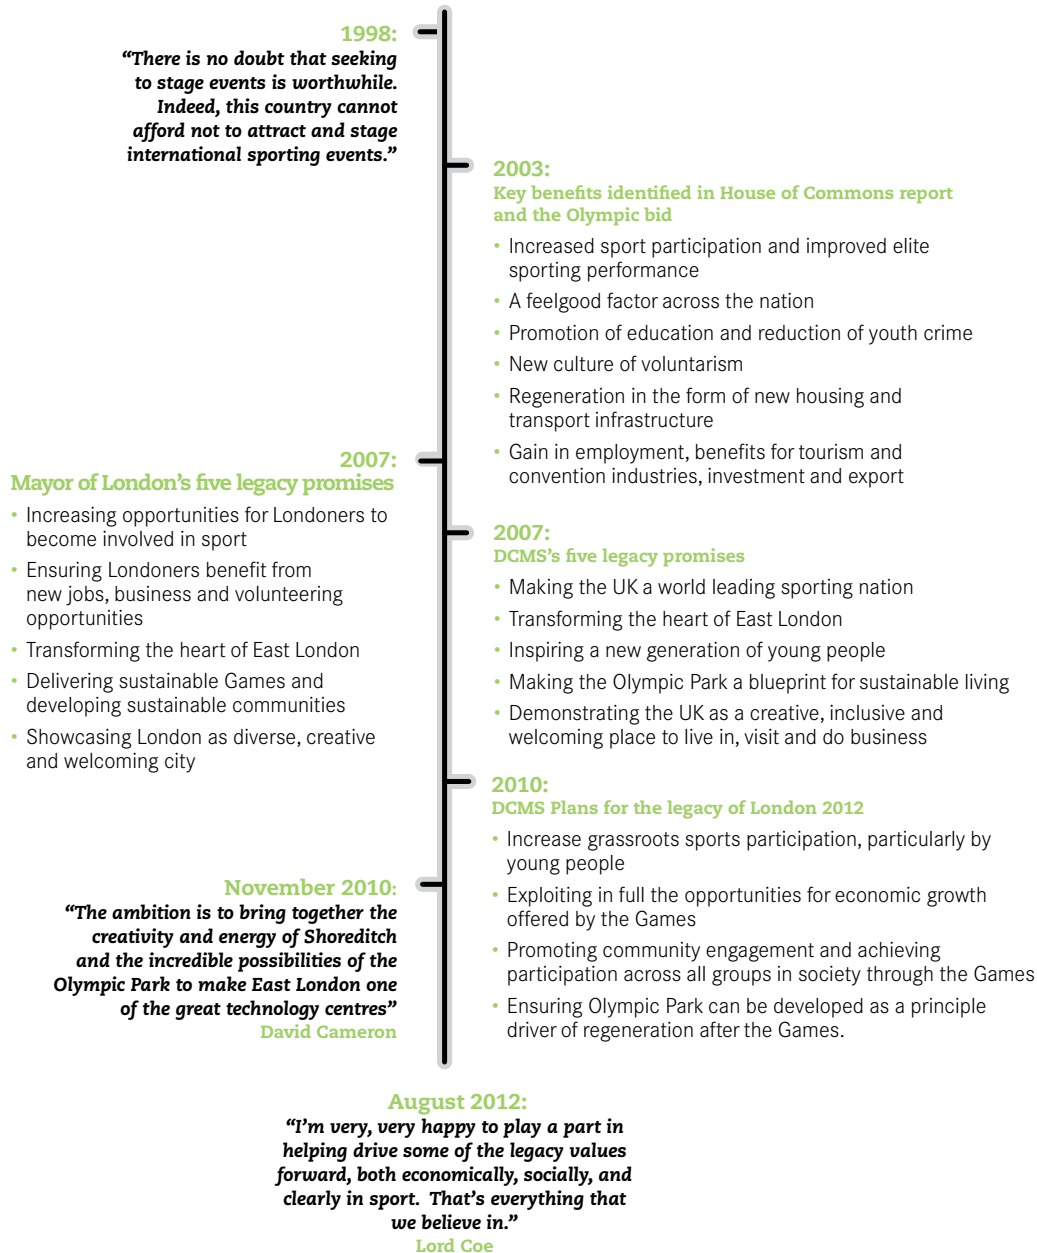 1998:
“There is no doubt that seeking
to stage events is worthwhile.
Indeed, this country cannot
afford not to attract and stage
international sporting events.”
2003:
Key benefits identified in House of Commons report
and the Olympic bid
• Increased sport participation and improved elite
sporting performance
• A feelgood factor across the nation
• Promotion of education and reduction of youth crime
• New culture of voluntarism
• Regeneration in the form of new housing and
transport infrastructure
• Gain in employment, benefits for tourism and
convention industries, investment and export
2007:
Mayor of London’s five legacy promises
• Increasing opportunities for Londoners to
become involved in sport
• Ensuring Londoners benefit from
new jobs, business and volunteering
opportunities
• Transforming the heart of East London
• Delivering sustainable Games and
developing sustainable communities
• Showcasing London as diverse, creative
and welcoming city
2007:
DCMS’s five legacy promises
• Making the UK a world leading sporting nation
• Transforming the heart of East London
• Inspiring a new generation of young people
• Making the Olympic Park a blueprint for sustainable living
• Demonstrating the UK as a creative, inclusive and
welcoming place to live in, visit and do business
2010:
DCMS Plans for the legacy of London 2012
• Increase grassroots sports participation, particularly by
young people
• Exploiting in full the opportunities for economic growth
offered by the Games
• Promoting community engagement and achieving
participation across all groups in society through the Games
• Ensuring Olympic Park can be developed as a principle
driver of regeneration after the Games.
November 2010:
“The ambition is to bring together the
creativity and energy of Shoreditch
and the incredible possibilities of the
Olympic Park to make East London one
of the great technology centres”
David Cameron
August 2012:
“I’m very, very happy to play a part in
helping drive some of the legacy values
forward, both economically, socially, and
clearly in sport. That’s everything that
we believe in.”
Lord Coe